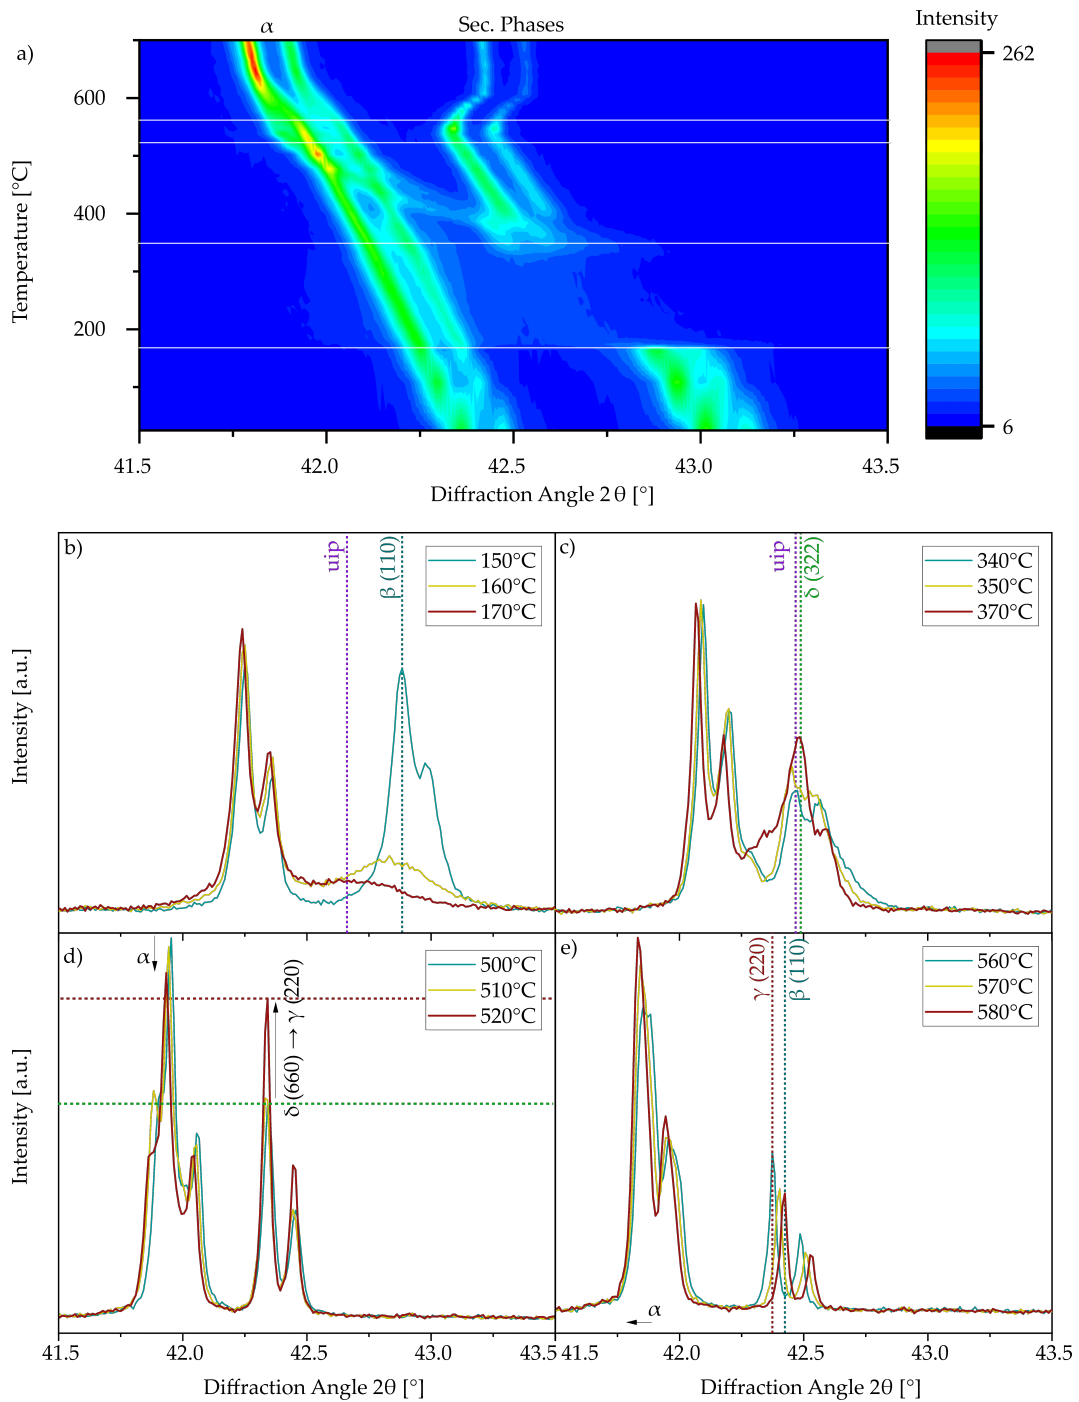 α
Sec. Phases
Intensity
a)
262
600
400
200
6
Temperature [°C]
41.5
42.0
42.5
43.0
43.5
Diffraction Angle 2θ [°]
b)
uip
β (110)
150°C
160°C
170°C
c)
uip
δ (322)
340°C
350°C
370°C
Intensity [a.u.]
d)
α
δ (660) → γ (220)
500°C
510°C
520°C
e)
γ (220)
β (110)
560°C
570°C
580°C
α
Intensity [a.u.]
41.5
42.0
42.5
43.0
43.5
41.5
42.0
42.5
43.0
43.5
Diffraction Angle 2θ [°]
Diffraction Angle 2θ [°]